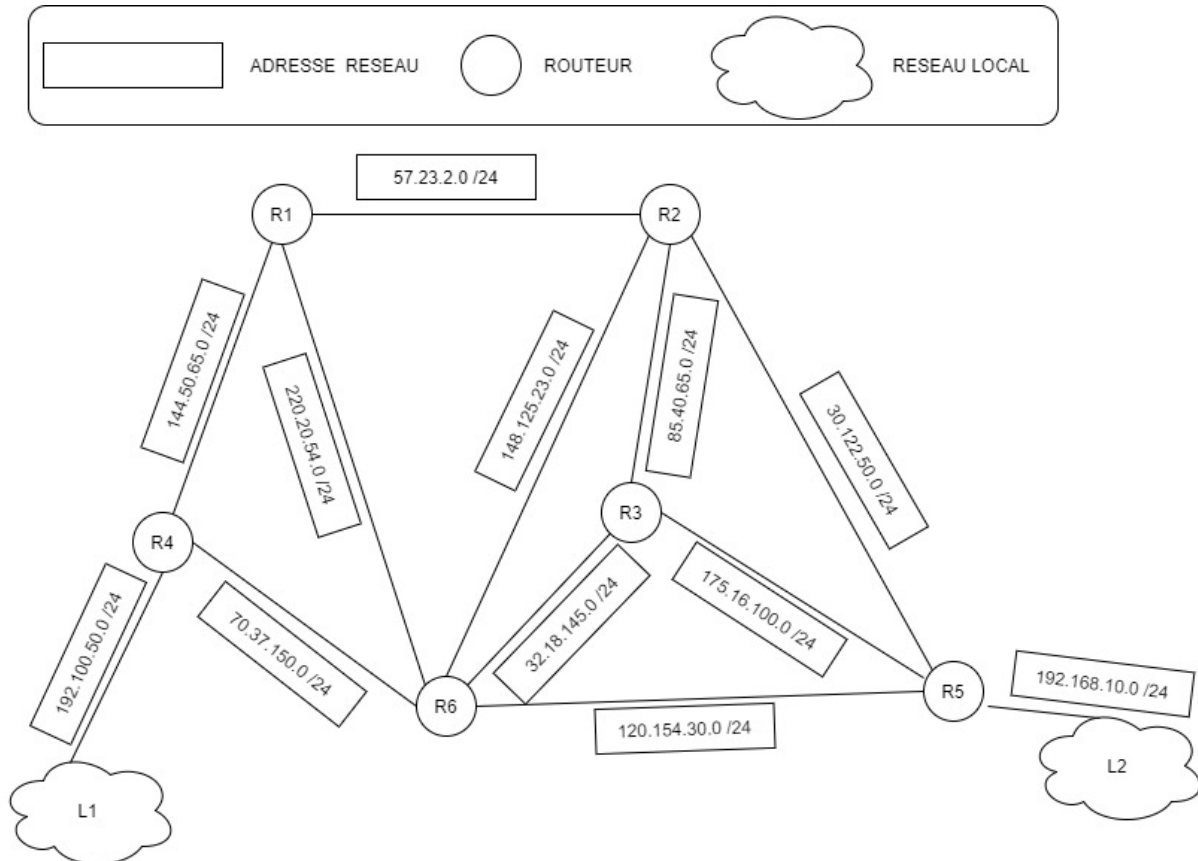 ADRESSE RESEAU
ROUTEUR
RESEAU LOCAL
57.23.2.0 /24
R1
R2
144.50.65.0 /24
220.20.54.0 /24
148.125.23.0 /24
85.40.65.0 /24
30.122.50.0 /24
R3
R4
192.100.50.0 /24
70.37.150.0 /24
32.18.145.0 /24
175.16.100.0 /24
R6
R5
192.168.10.0 /24
120.154.30.0 /24
L2
L1